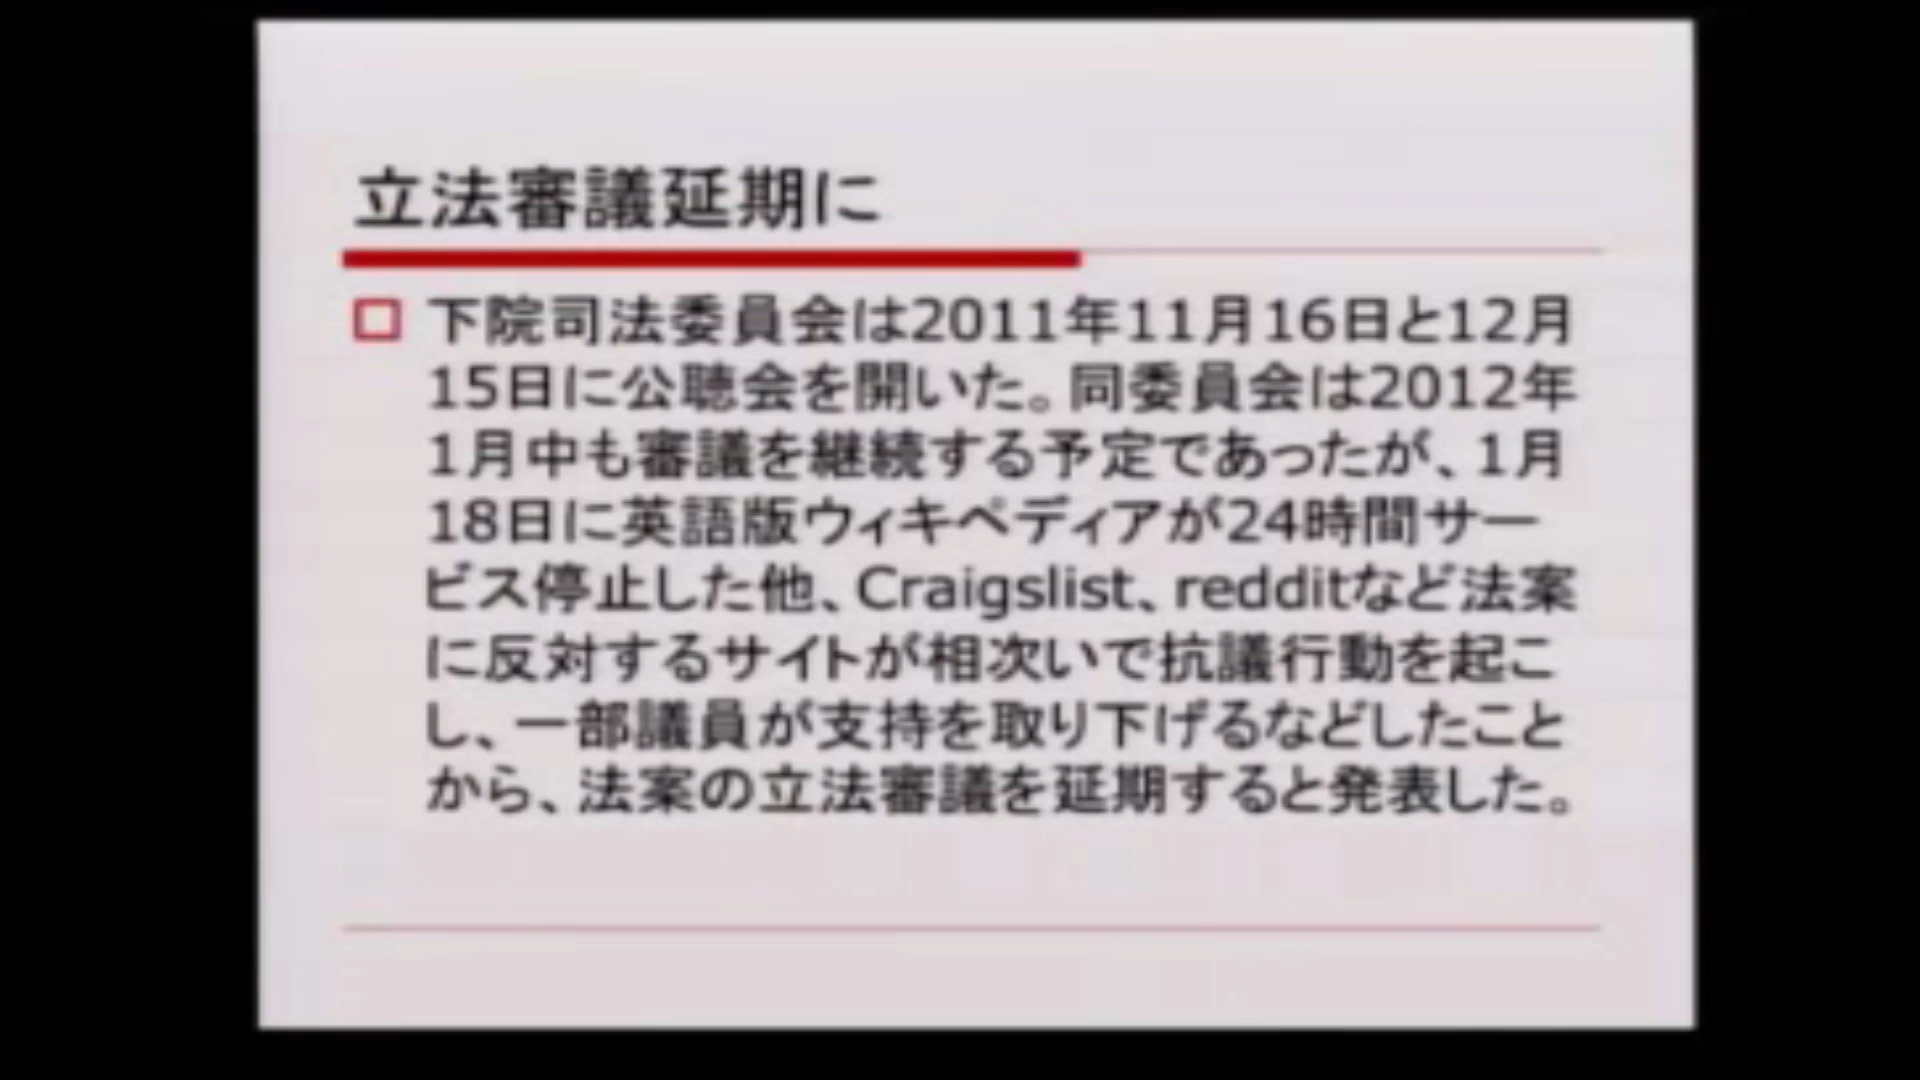 立法審議延期に
下院司法委員会は2011年11月16日と12月
15日に公聴会を開いた。同委員会は2012年
1月中も審議を継続する予定であったが、1月
18日に英語版ウィキペディアが24時間サー
ビス停止した他、Craigslist、redditなど法案
に反対するサイトが相次いで抗議行動を起こ
し、一部議員が支持を取り下げるなどしたこと
から、法案の立法審議を延期すると発表した。